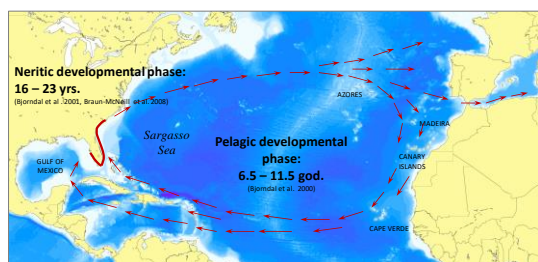 Neritic developmental phase:
16 – 23 yrs.
(Bjorndal et al. 2001, Braun-McNeill et al. 2008)
AZORES
Sargasso
Sea
MADEIRA
Pelagic developmental
phase:
6.5 – 11.5 god.
(Bjorndal et al. 2000)
GULF OF
MEXICO
CANARY
ISLANDS
CAPE VERDE